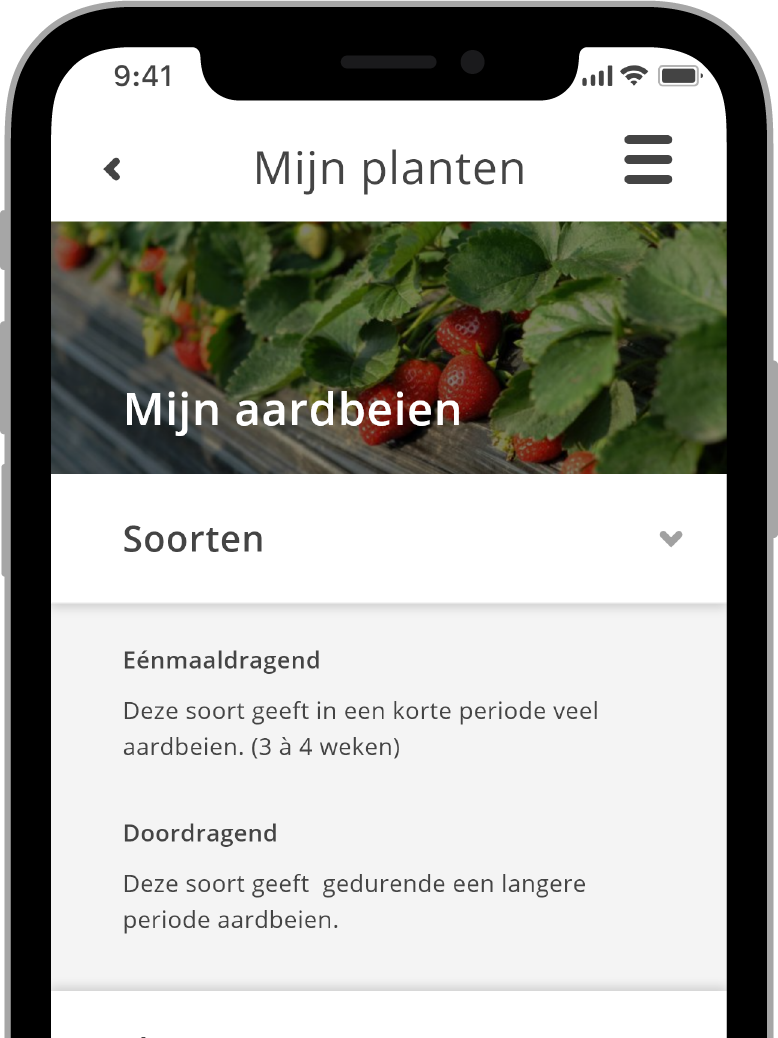 9:41
Mijn planten
Mijn aardbeien
Soorten
Eénmaaldragend
Deze soort geeft in een korte periode veel
aardbeien. (3 à 4 weken)
Doordragend
Deze soort geeft  gedurende een langere
periode aardbeien.